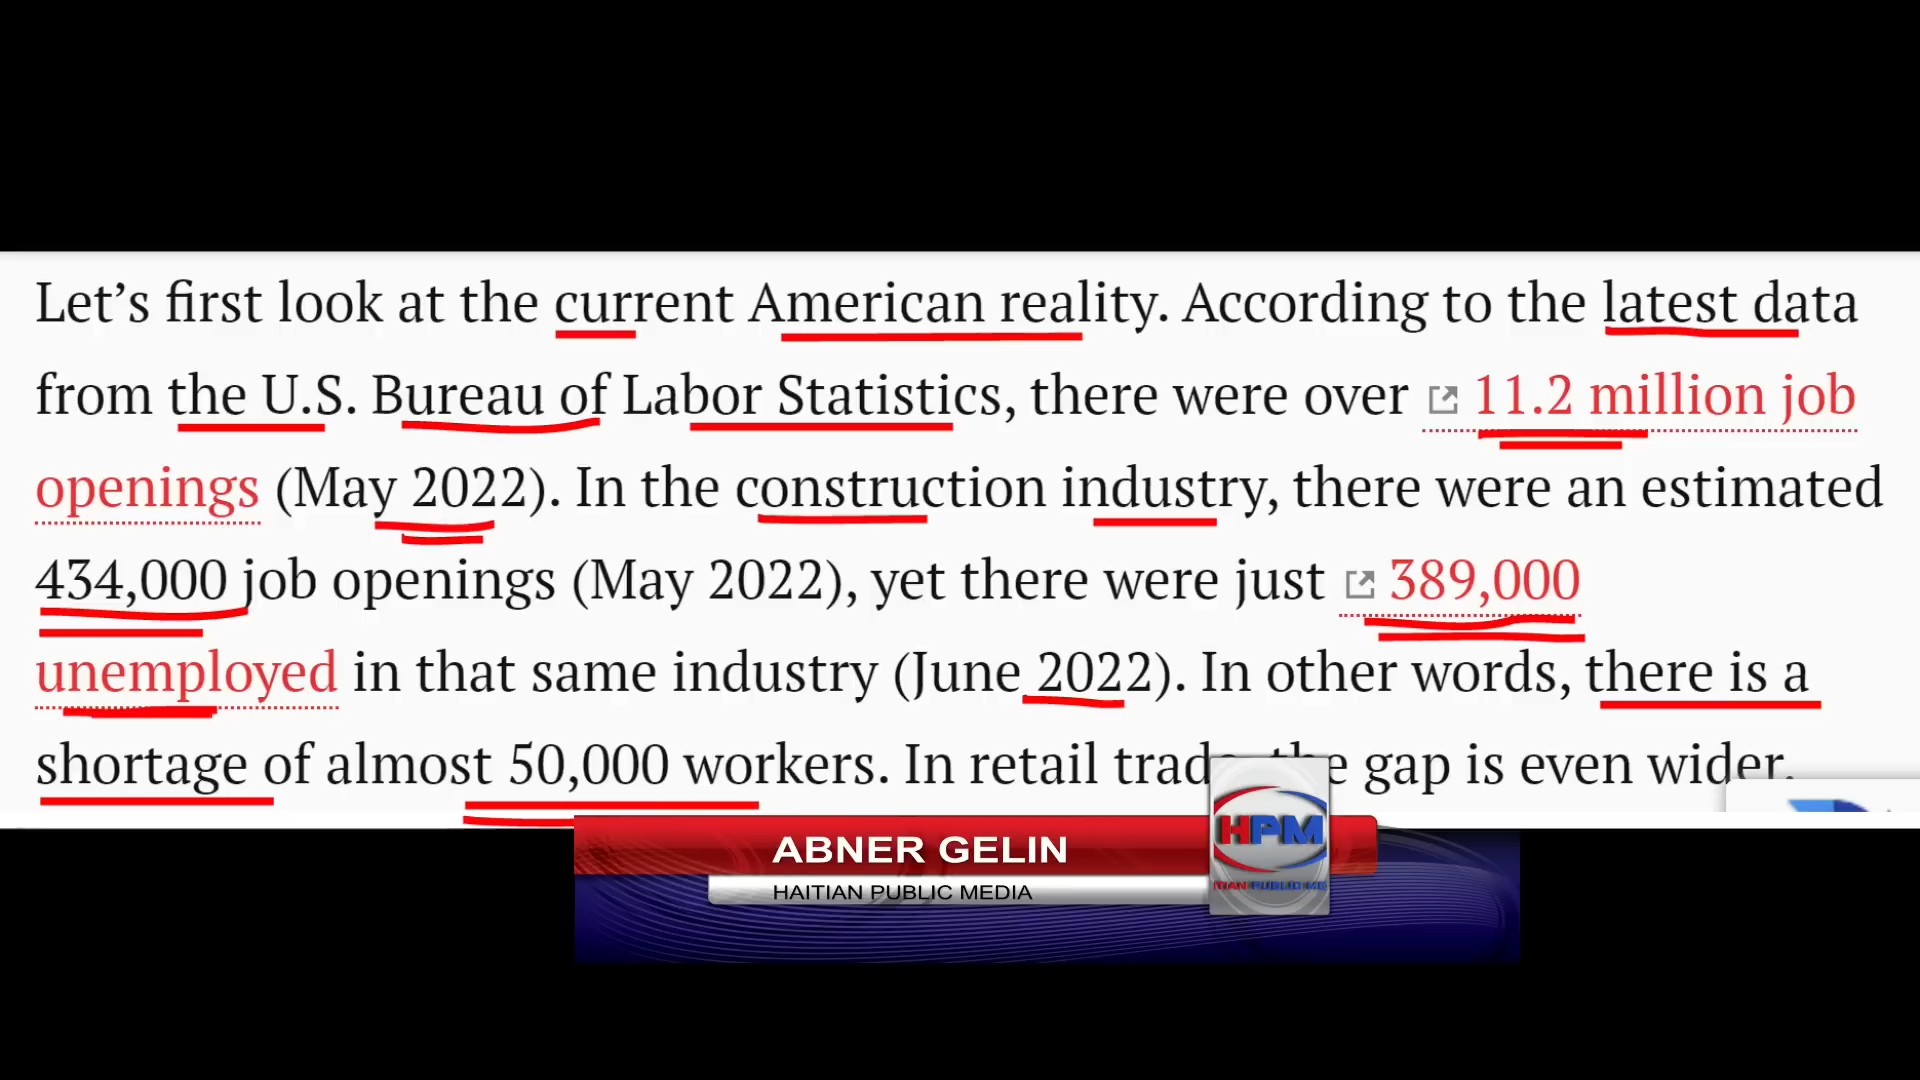 Let’s first look at the current American reality. According to the latest data
from the U.S. Bureau of Labor Statistics, there were over 11.2 million job
openings (May 2022). In the construction industry, there were an estimated
434,000 job openings (May 2022), yet there were just 389,000
unemployed in that same industry (June 2022). In other words, there is a
shortage of almost 50,000 workers. In retail trade, the gap is even wider.
ABNER GELIN
HAITIAN PUBLIC MEDIA
HPM